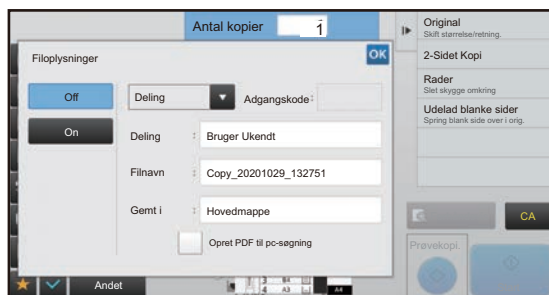 Antal kopier 1
Filoplysninger
OK
Off
On
Deling
Adgangskode:
Deling : Bruger Ukendt
Filnavn : Copy_20201029_132751
Gemt i : Hovedmappe
Opret PDF til pc-søgning
Original
Skift størrelse/retning.
2-Sidet Kopi
Rader
Slet skygge omkring
Udelad blanke sider
Spring blank side over i orig.
CA
Prøvekopi
Andet
4 A3
A4